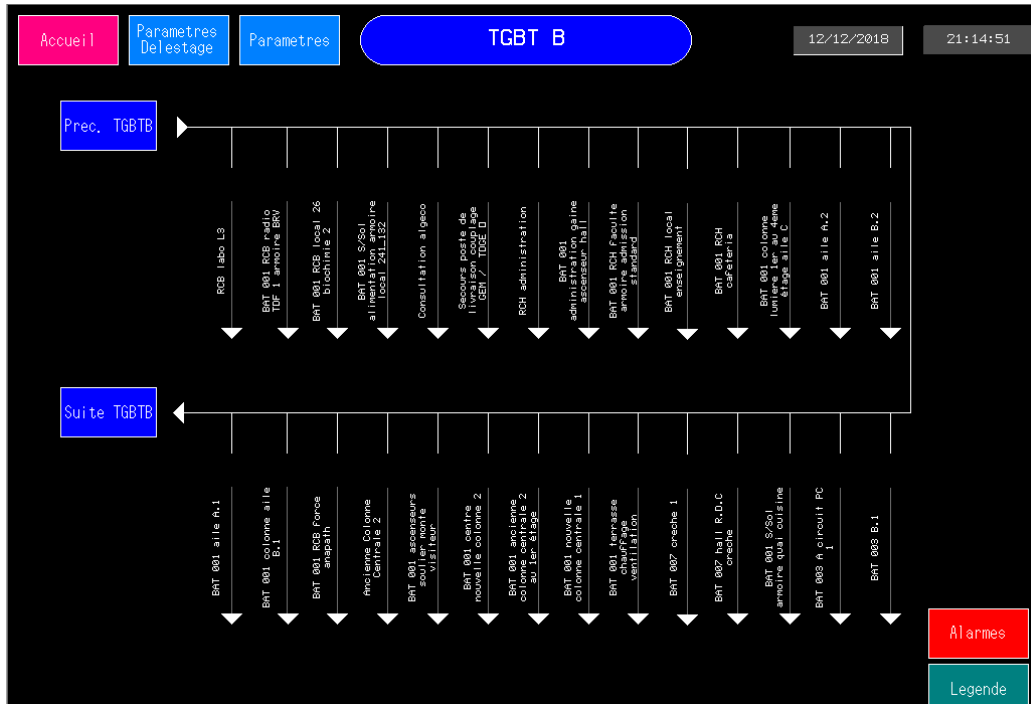 Accueil
Parametres
Delestage
Parametres
TGBT B
12/12/2018
21:14:51
Prec. TGBTB
RCB labo L3
BAT 001 RCB radio
TDF 1 armoire BRV
BAT 001 RCB local 26
biochimie 2
BAT 001 S/Sol
alimentation armoire
local 241_132
Consultation algeco
Secours poste de
livraison couplage
GEM / TDGE
RCH administration
BAT 001
administration gaine
ascenseur hall
BAT 001 RCH Faculte
armoire admission
standard
BAT 001 RCH local
enseignement
BAT 001 RCH
cafeteria
BAT 001 colonne
lumiere 1er au 4eme
étage aile C
BAT 001 aile A.2
BAT 001 aile B.2
Suite TGBTB
BAT 001 aile A.1
BAT 001 colonne aile
B.1
BAT 001 RCB Force
anapath
Ancienne Colonne
Centrale 2
BAT 001 ascenseurs
soulier monte
visiteur
BAT 001 centre
nouvelle colonne 2
BAT 001 ancienne
colonne centrale 2
au 1er étage
BAT 001 nouvelle
colonne centrale 1
BAT 001 terrasse
chauffage
ventilation
BAT 007 creche 1
BAT 007 hall R.D.C
creche
BAT 001 S/Sol
armoire quai cuisine
BAT 003 A circuit PC
1
BAT 003 B.1
Alarmes
Legende